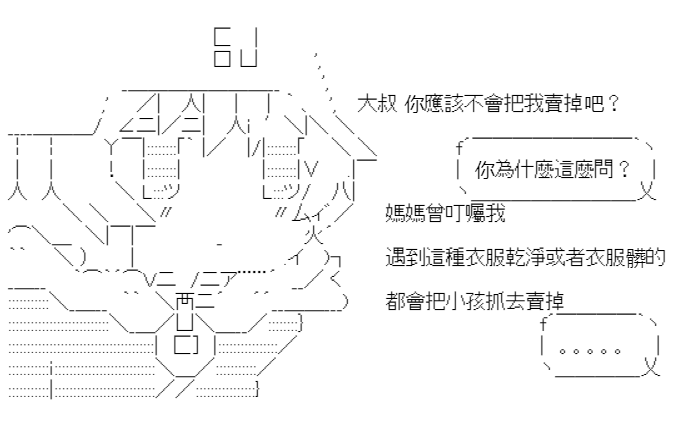 大叔 你應該不會把我賣掉吧？
你為什麼這麼問？
媽媽曾叮囑我
遇到這種衣服乾淨或者衣服髒的
都會把小孩抓去賣掉
。。。。。